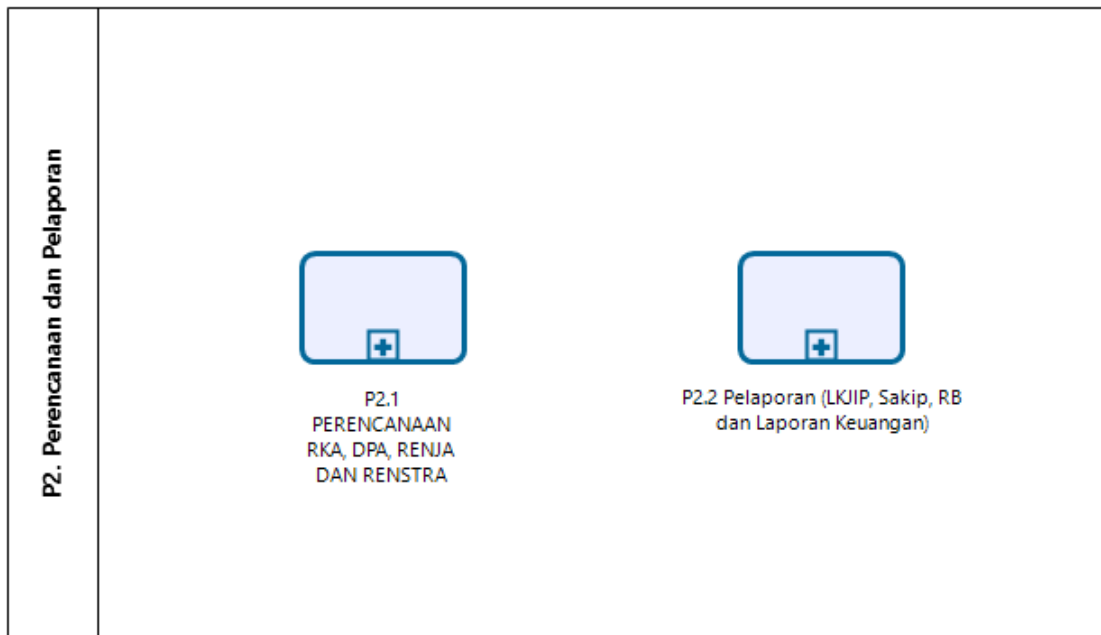 P2. Perencanaan dan Pelaporan
P2.1
PERENCANAAN
RKA, DPA, RENJA
DAN RENSTRA
P2.2 Pelaporan (LKJIP, Sakip, RB
dan Laporan Keuangan)